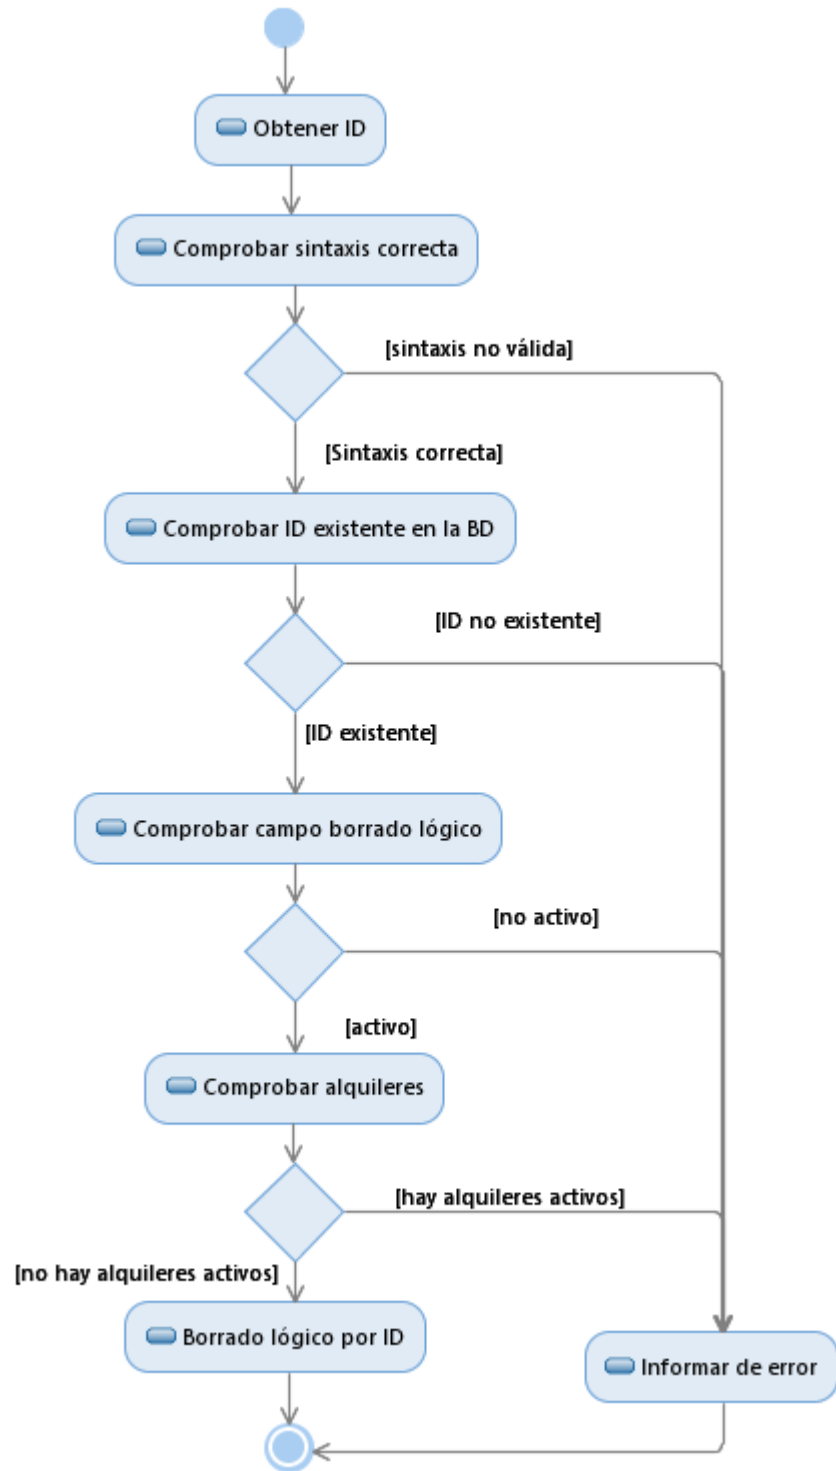 Obtener ID
Comprobar sintaxis correcta
[sintaxis no válida]
[Sintaxis correcta]
Comprobar ID existente en la BD
[ID no existente]
[ID existente]
Comprobar campo borrado lógico
[no activo]
[activo]
Comprobar alquileres
[hay alquileres activos]
[no hay alquileres activos]
Borrado lógico por ID
Informar de error